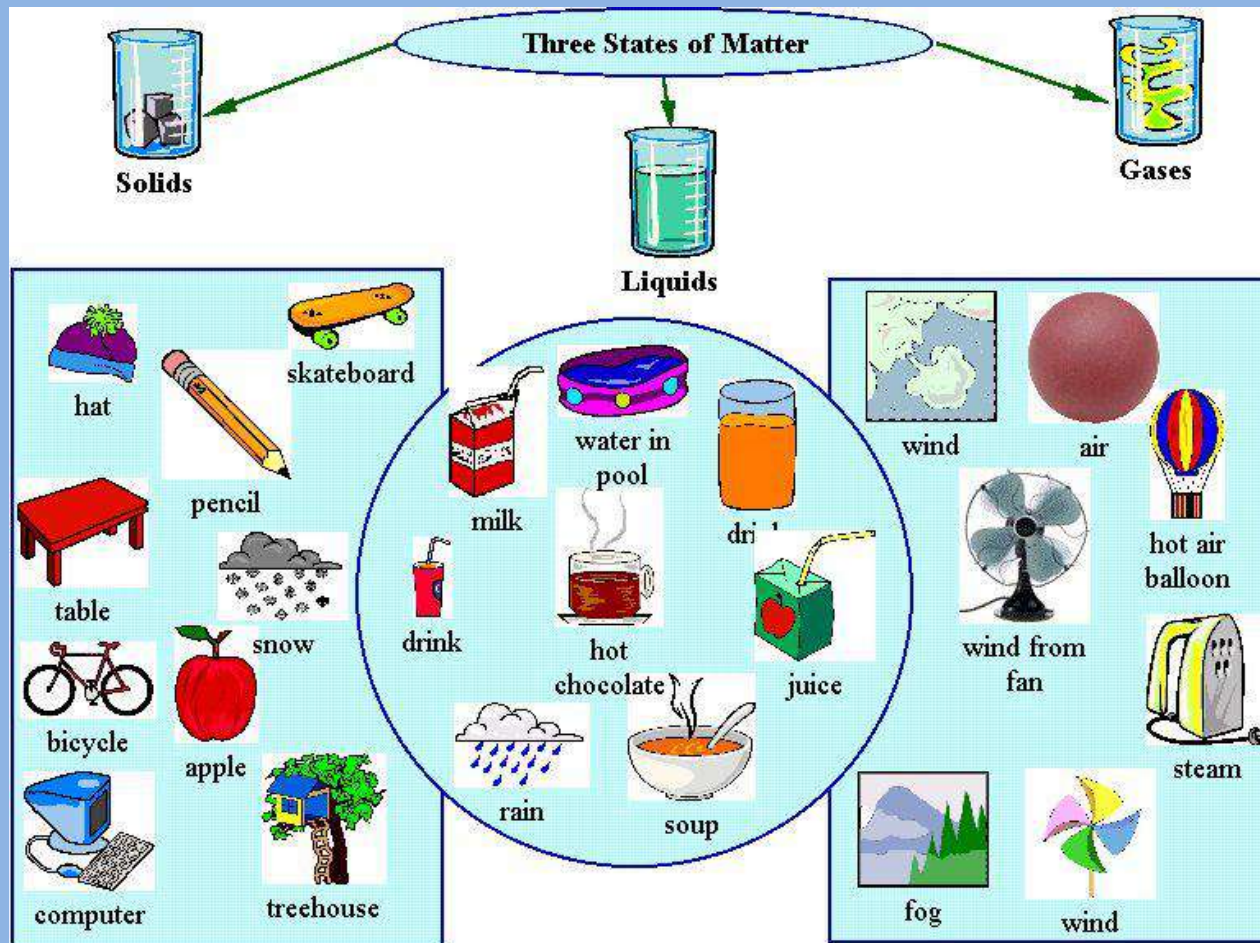 Three States of Matter
Solids
Liquids
Gases
hat
skateboard
pencil
table
snow
bicycle
apple
computer
treehouse
milk
water in
pool
drink
hot
chocolate
juice
rain
soup
wind
air
hot air
balloon
wind from
fan
steam
fog
wind